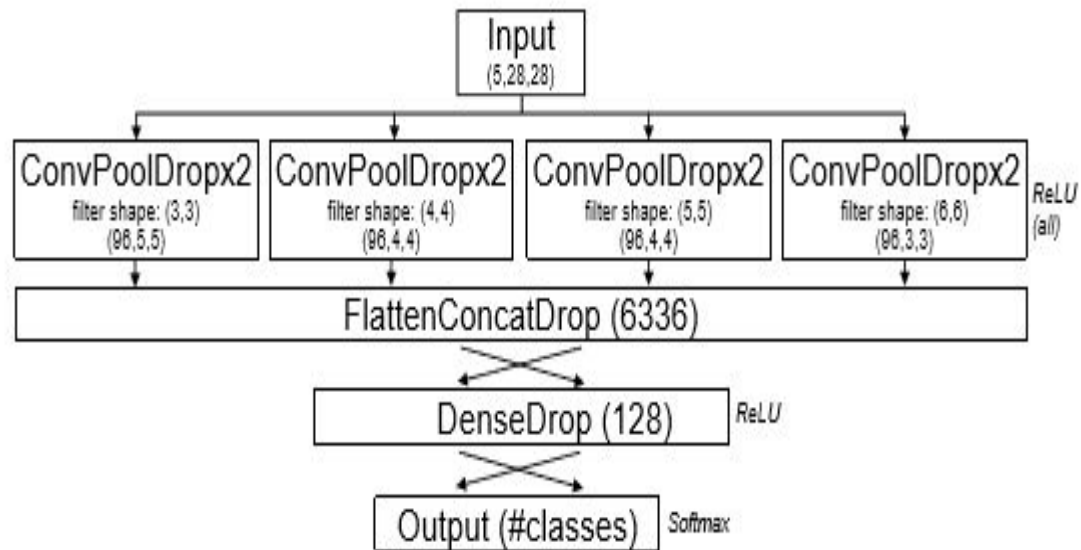 Input
(5,28,28)
ConvPoolDropx2
filter shape: (3,3)
(96,5,5)
ConvPoolDropx2
filter shape: (4,4)
(96,4,4)
ConvPoolDropx2
filter shape: (5,5)
(96,4,4)
ConvPoolDropx2
filter shape: (6,6)
(96,3,3)
ReLU
(all)
FlattenConcatDrop (6336)
DenseDrop (128)
ReLU
Output (#classes)
Softmax